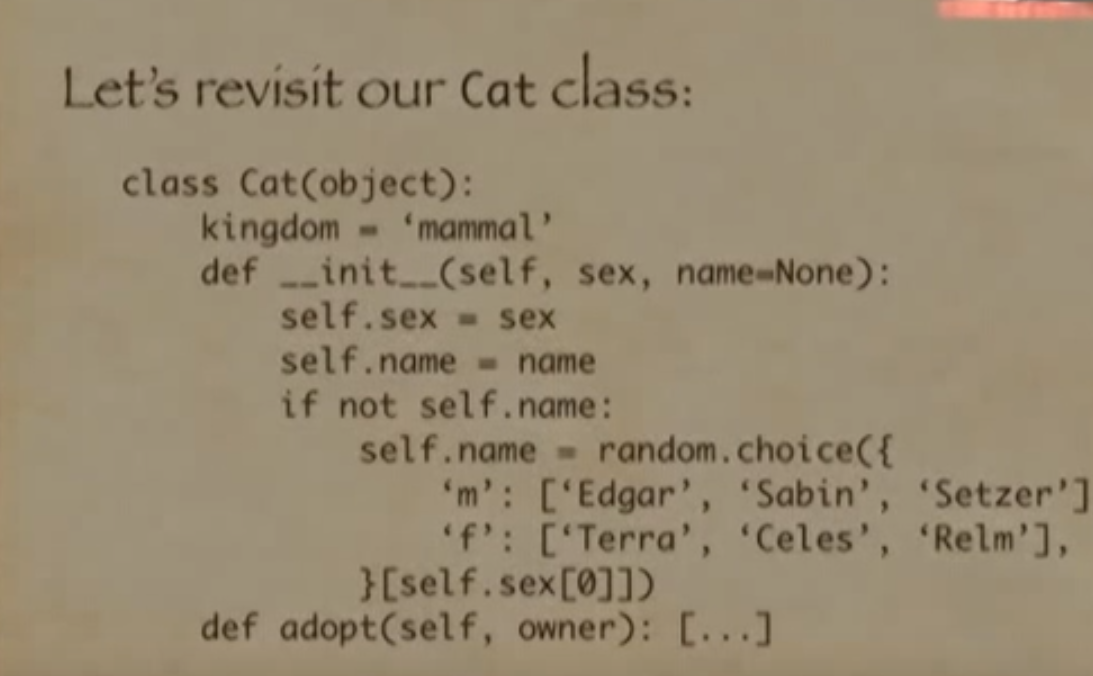 Let's revisit our Cat class:
class Cat(object):
    kingdom = ‘mammal’
    def __init__(self, sex, name=None):
        self.sex = sex
        self.name = name
        if not self.name:
            self.name = random.choice({
                ‘m’: [‘Edgar’, ‘Sabin’, ‘Setzer’]
                ‘f’: [‘Terra’, ‘Celes’, ‘Relm’],
            }[self.sex[0]])
    def adopt(self, owner): [...]